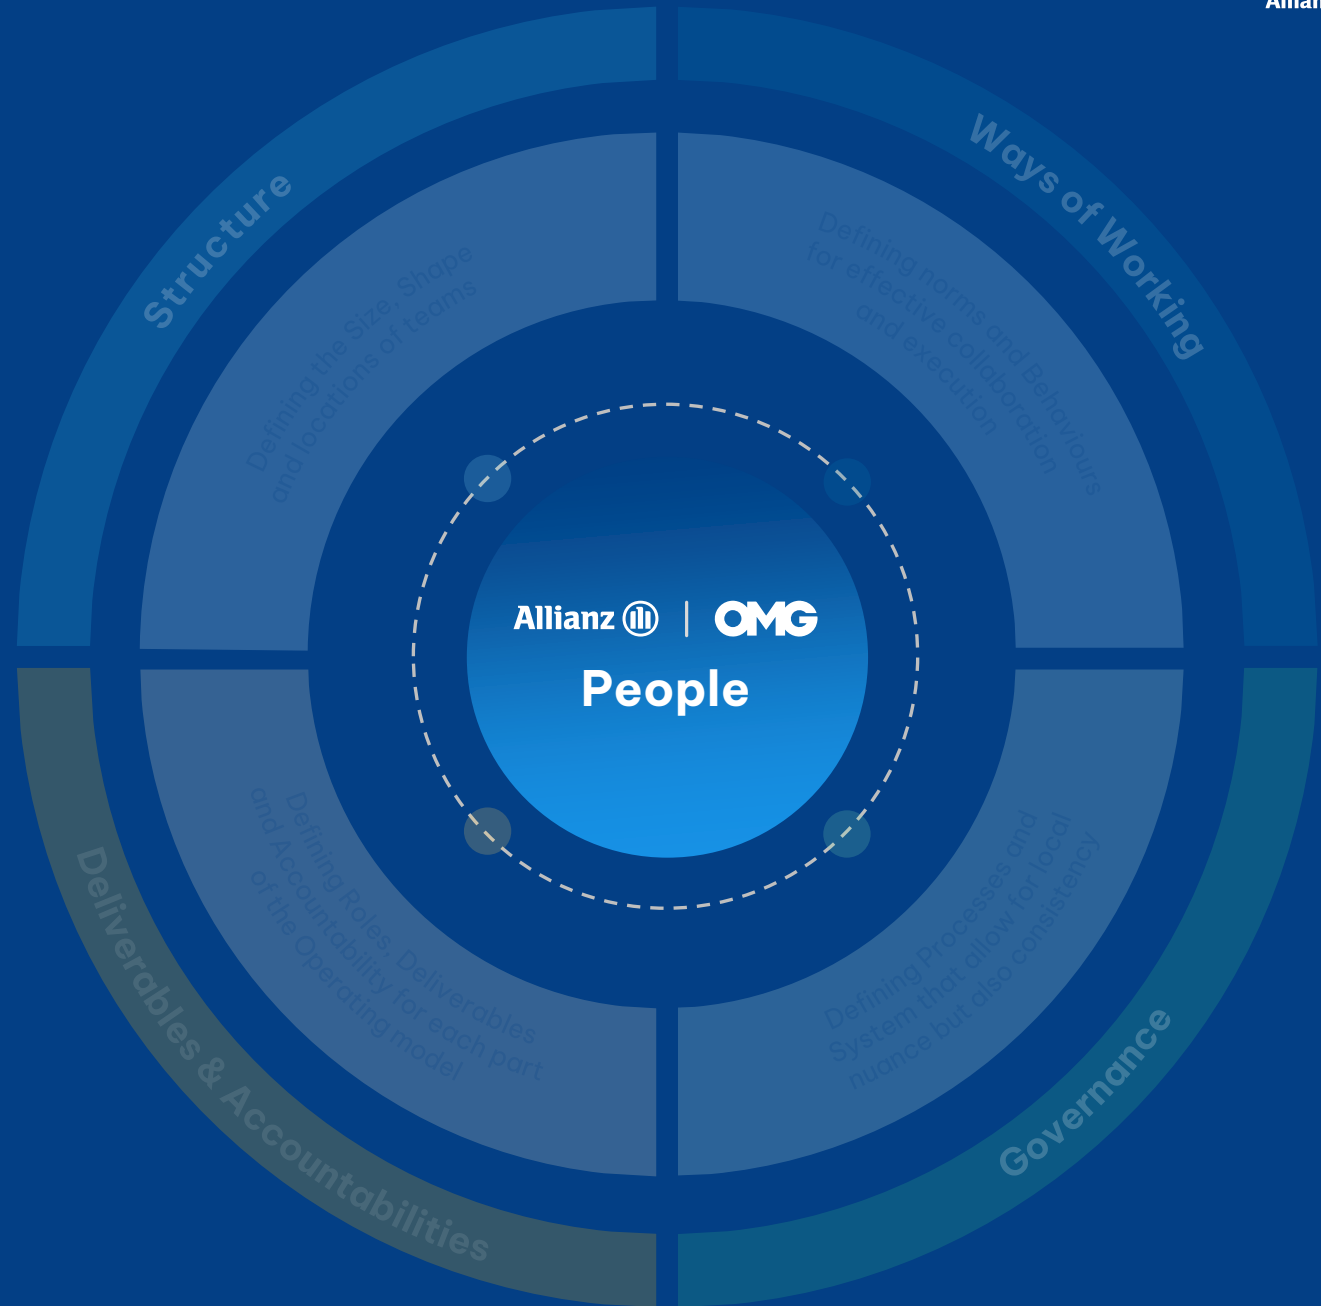 Structure
Ways of Working
Defining the Size, Shape
and locations of teams
Defining norms and Behaviours
for effective collaboration
and execution
Allianz | OMG
People
Defining Roles, Deliverables
and Accountability for each part
of the Operating model
Defining Processes and
System that allow for local
nuance but also consistency
Deliverables & Accountabilities
Governance